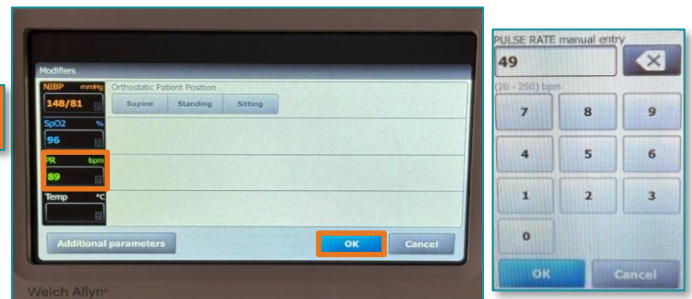 Modifiers
NIBP mmHg
148/81
Orthostatic Patient Position
Supine Standing Sitting
SpO2 %
96
PR bpm
89
Temp °C
Additional parameters
OK Cancel
Welch Allyn®
PULSE RATE manual entry
49
(20 - 250) bpm
7 8 9
4 5 6
1 2 3
0
OK Cancel